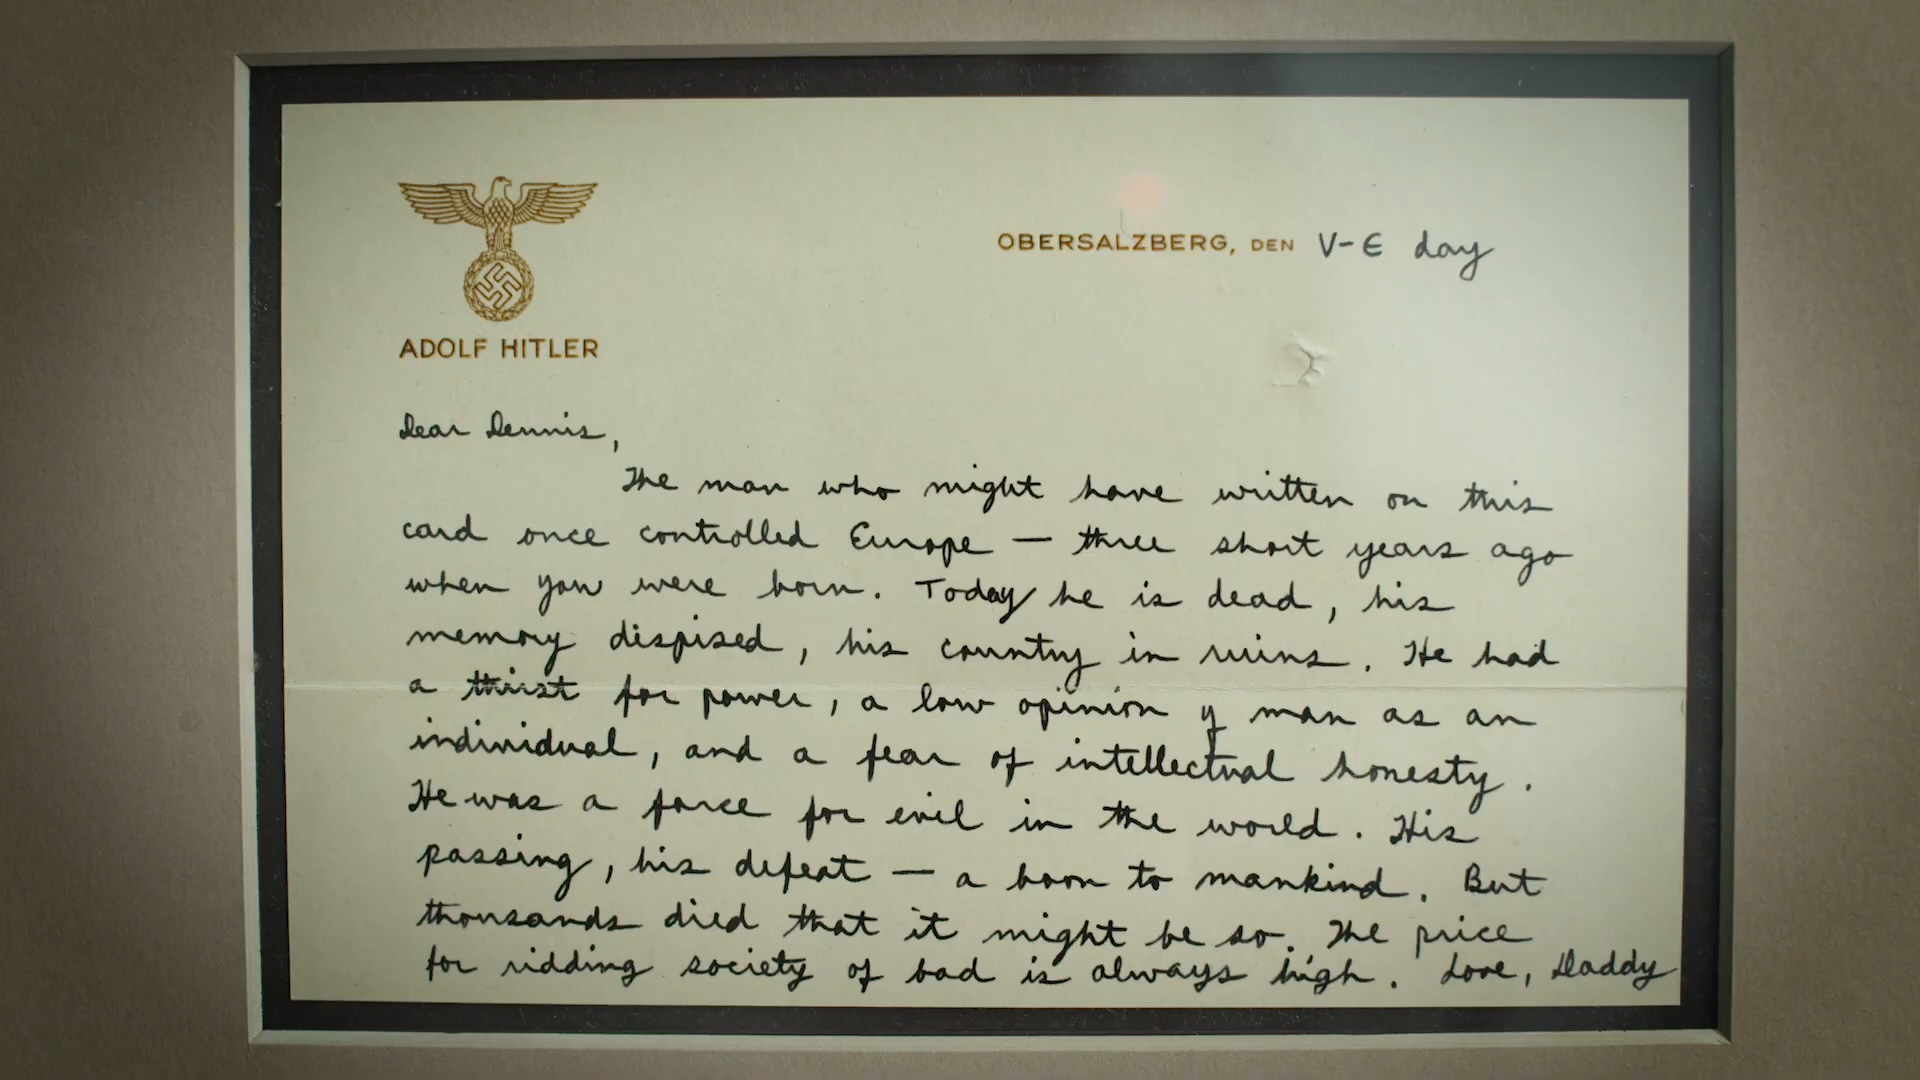 OBERSALZBERG, DEN V-E day
ADOLF HITLER
Dear Dennis,
The man who might have written on this
card once controlled Europe — three short years ago
when you were born. Today he is dead, his
memory dispised, his country in ruins. He had
a thirst for power, a low opinion of man as an
individual, and a fear of intellectual honesty.
He was a force for evil in the world. His
passing, his defeat — a boon to mankind. But
thousands died that it might be so. The price
for ridding society of bad is always high. Love, Daddy